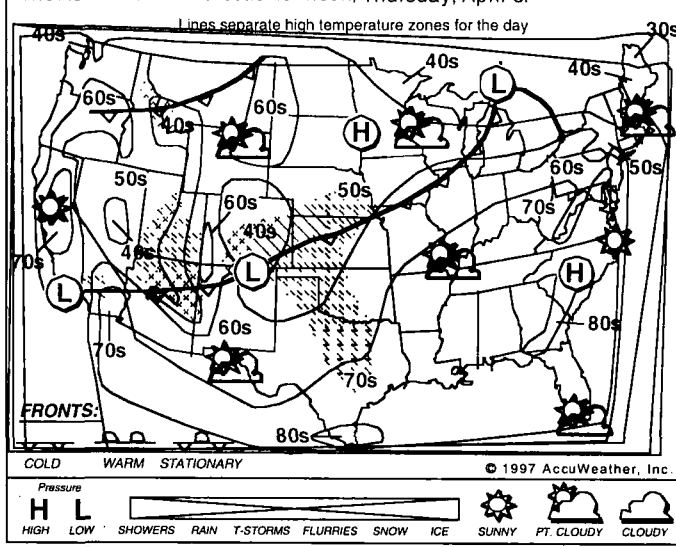 Lines separate high temperature zones for the day
40s
30s
40s
40s
L
60s
60s
40s
H
50s
60s
50s
50s
60s
70s
40s
40s
70s
L
L
H
60s
80s
70s
70s
FRONTS:
80s
COLD WARM STATIONARY
© 1997 AccuWeather, Inc.
Pressure
H L
HIGH LOW SHOWERS RAIN T-STORMS FLURRIES SNOW ICE SUNNY PT. CLOUDY CLOUDY